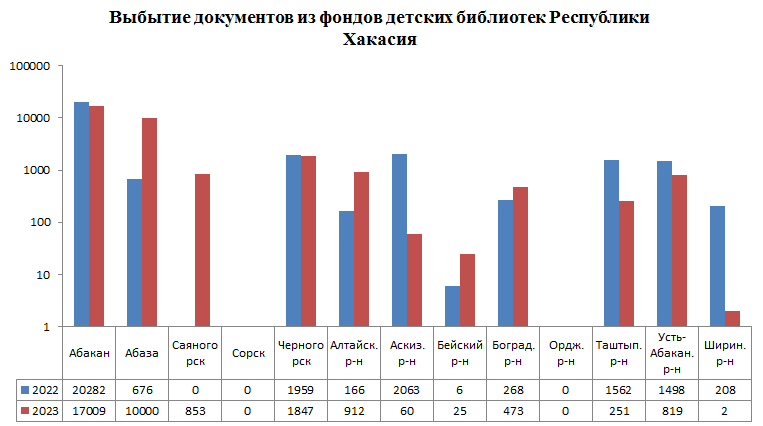 Выбытие документов из фондов детских библиотек Республики
Хакасия
100000
10000
1000
100
10
1
Абакан Абаза Саяного рск Сорск Черного рск Алтайск. р-н Аскиз. р-н Бейский р-н Боград. р-н Ордж. р-н Таштып. р-н Усть-Абакан. р-н Ширин. р-н
2022 20282 676 0 0 1959 166 2063 6 268 0 1562 1498 208
2023 17009 10000 853 0 1847 912 60 25 473 0 251 819 2